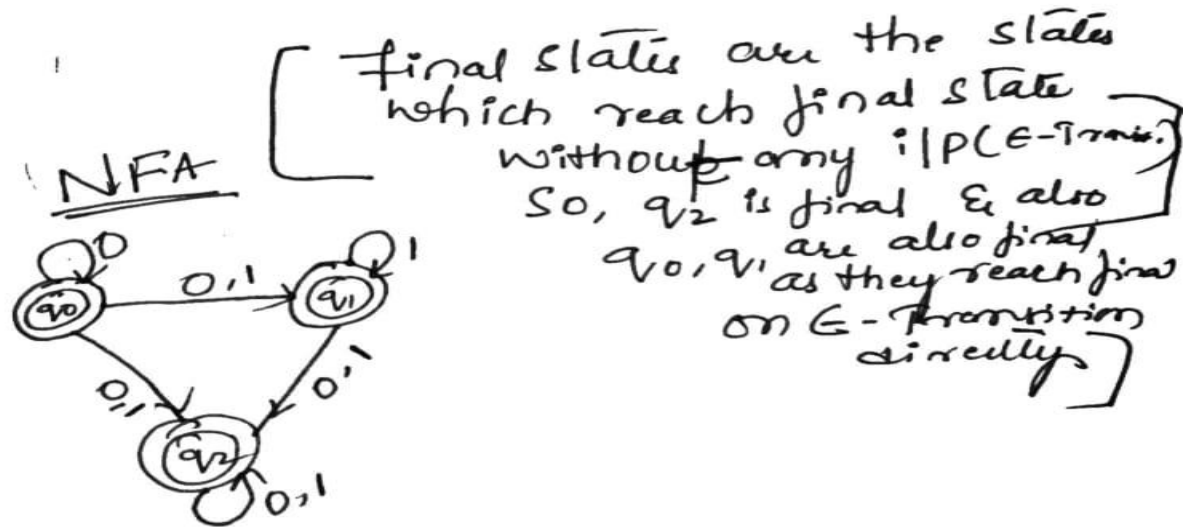 [ final states are the states
which reach final state
without any i/p (ε-Trans.)
So, q2 is final & also
q0, q1 are also final
as they reach final
on ε-Transition
directly ]
NFA
0
1
0,1
q0
q1
0,1
0,1
q2
0,1